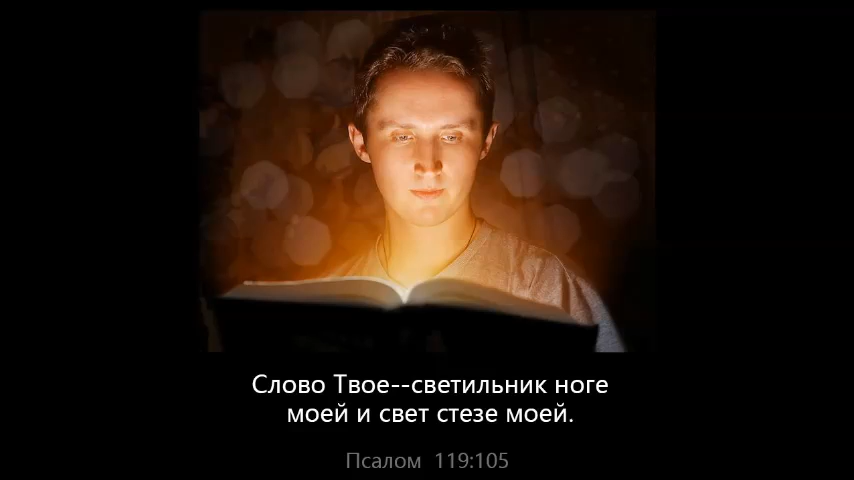 Слово Твое--светильник ноге
моей и свет стезе моей.
Псалом 119:105